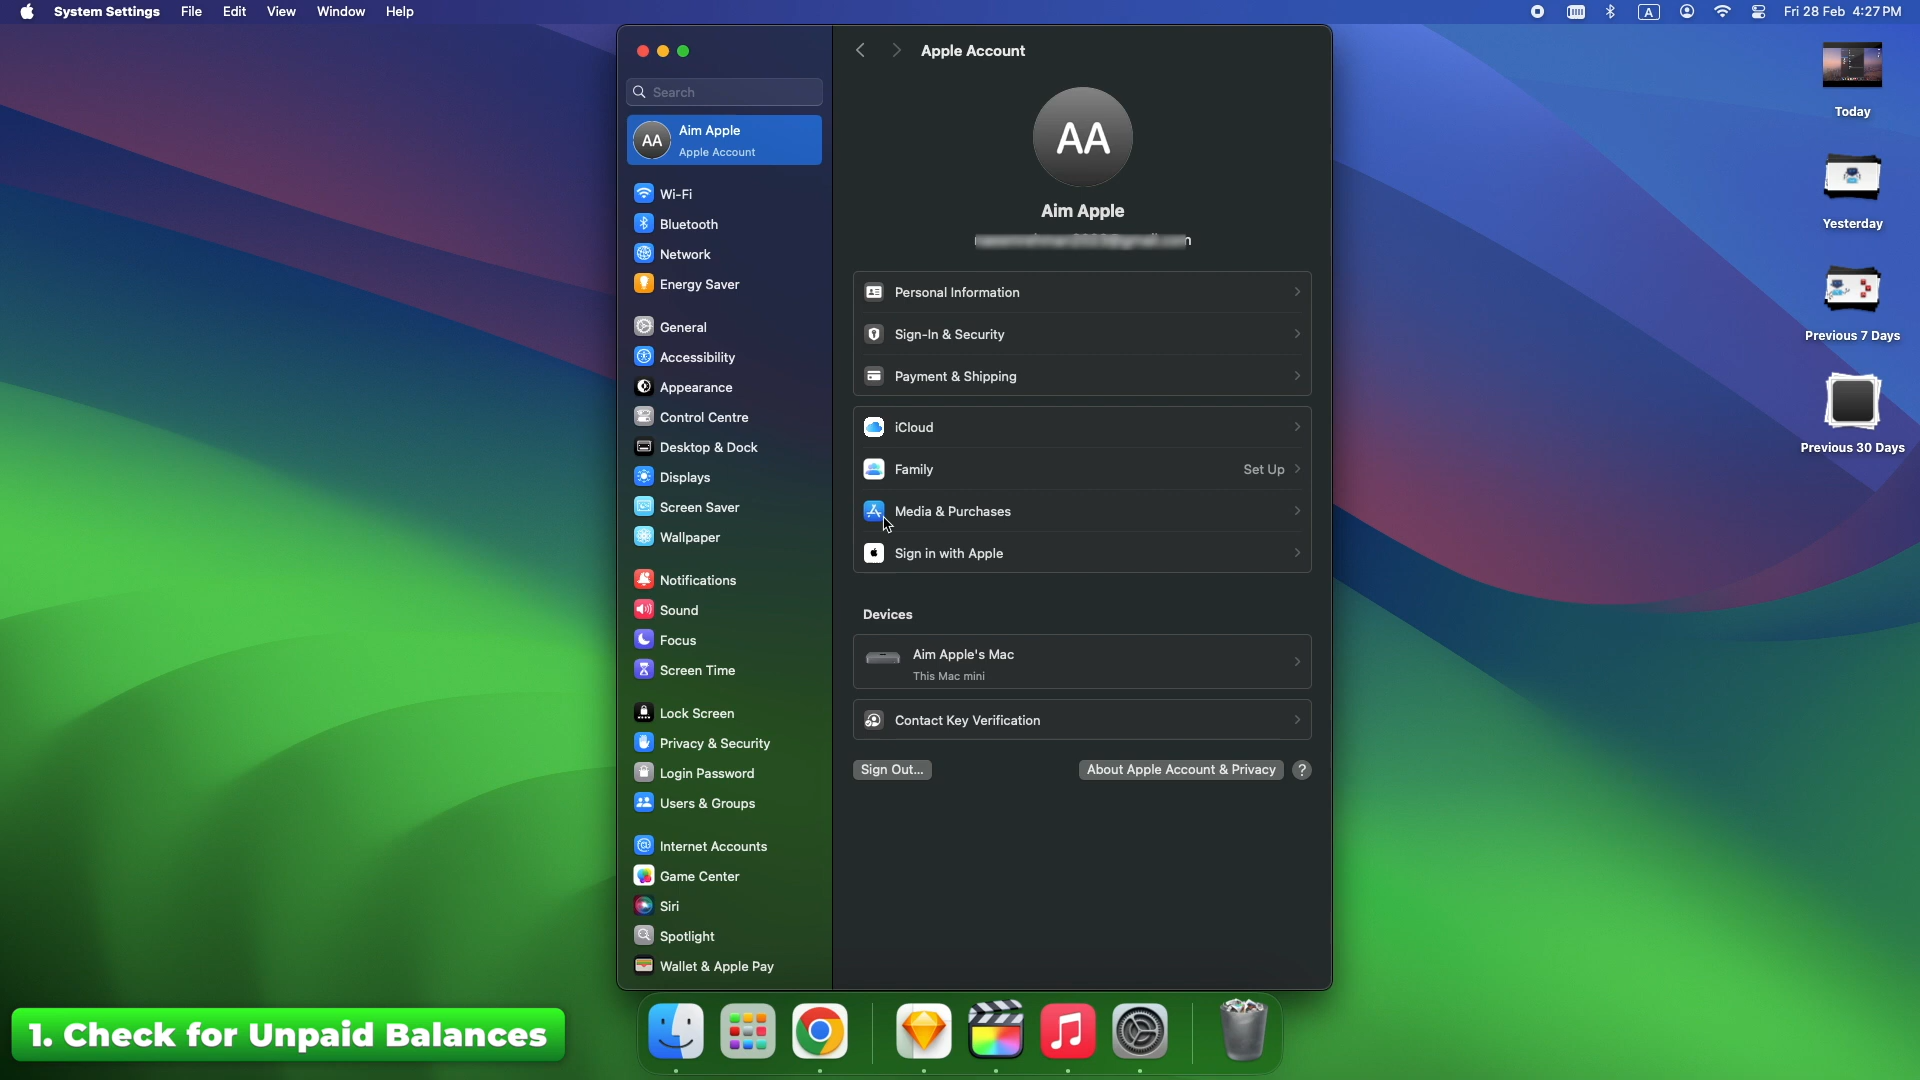 System Settings File Edit View Window Help
A
Fri 28 Feb 4:27 PM
Search
AA
Aim Apple
Apple Account
Wi-Fi
Bluetooth
Network
Energy Saver
General
Accessibility
Appearance
Control Centre
Desktop & Dock
Displays
Screen Saver
Wallpaper
Notifications
Sound
Focus
Screen Time
Lock Screen
Privacy & Security
Login Password
Users & Groups
Internet Accounts
Game Center
Siri
Spotlight
Wallet & Apple Pay
Apple Account
AA
Aim Apple
Personal Information
Sign-In & Security
Payment & Shipping
iCloud
Family Set Up
Media & Purchases
Sign in with Apple
Devices
Aim Apple's Mac
This Mac mini
Contact Key Verification
Sign Out... About Apple Account & Privacy ?
Today
Yesterday
Previous 7 Days
Previous 30 Days
1. Check for Unpaid Balances